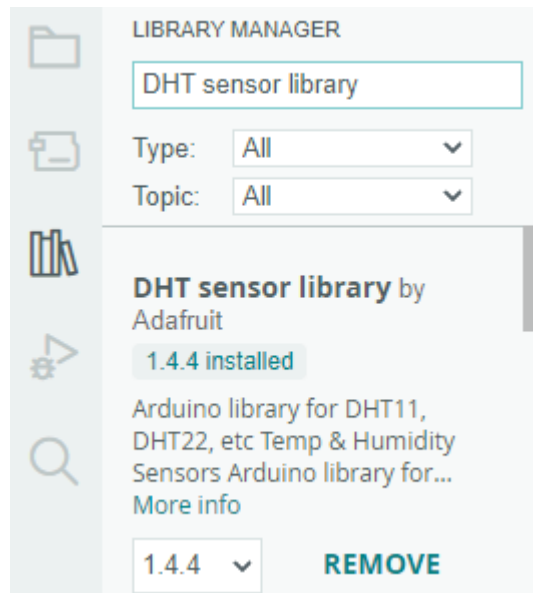 LIBRARY MANAGER
DHT sensor library
Type: All
Topic: All
DHT sensor library by
Adafruit
1.4.4 installed
Arduino library for DHT11,
DHT22, etc Temp & Humidity
Sensors Arduino library for...
More info
1.4.4 REMOVE